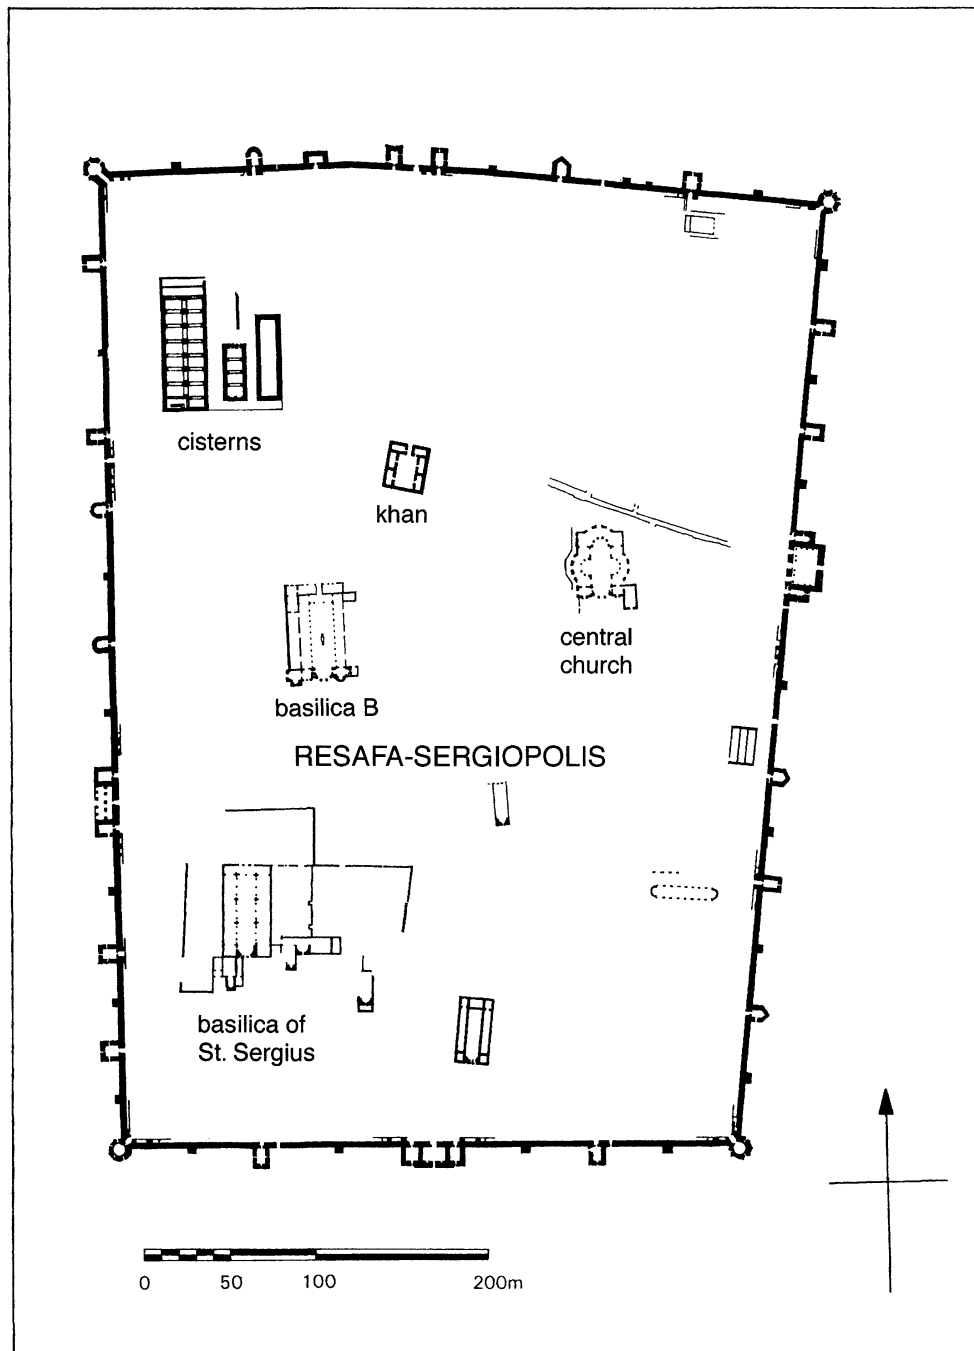 cisterns
khan
central
church
basilica B
RESAFA-SERGIOPOLIS
basilica of
St. Sergius
0 50 100 200m